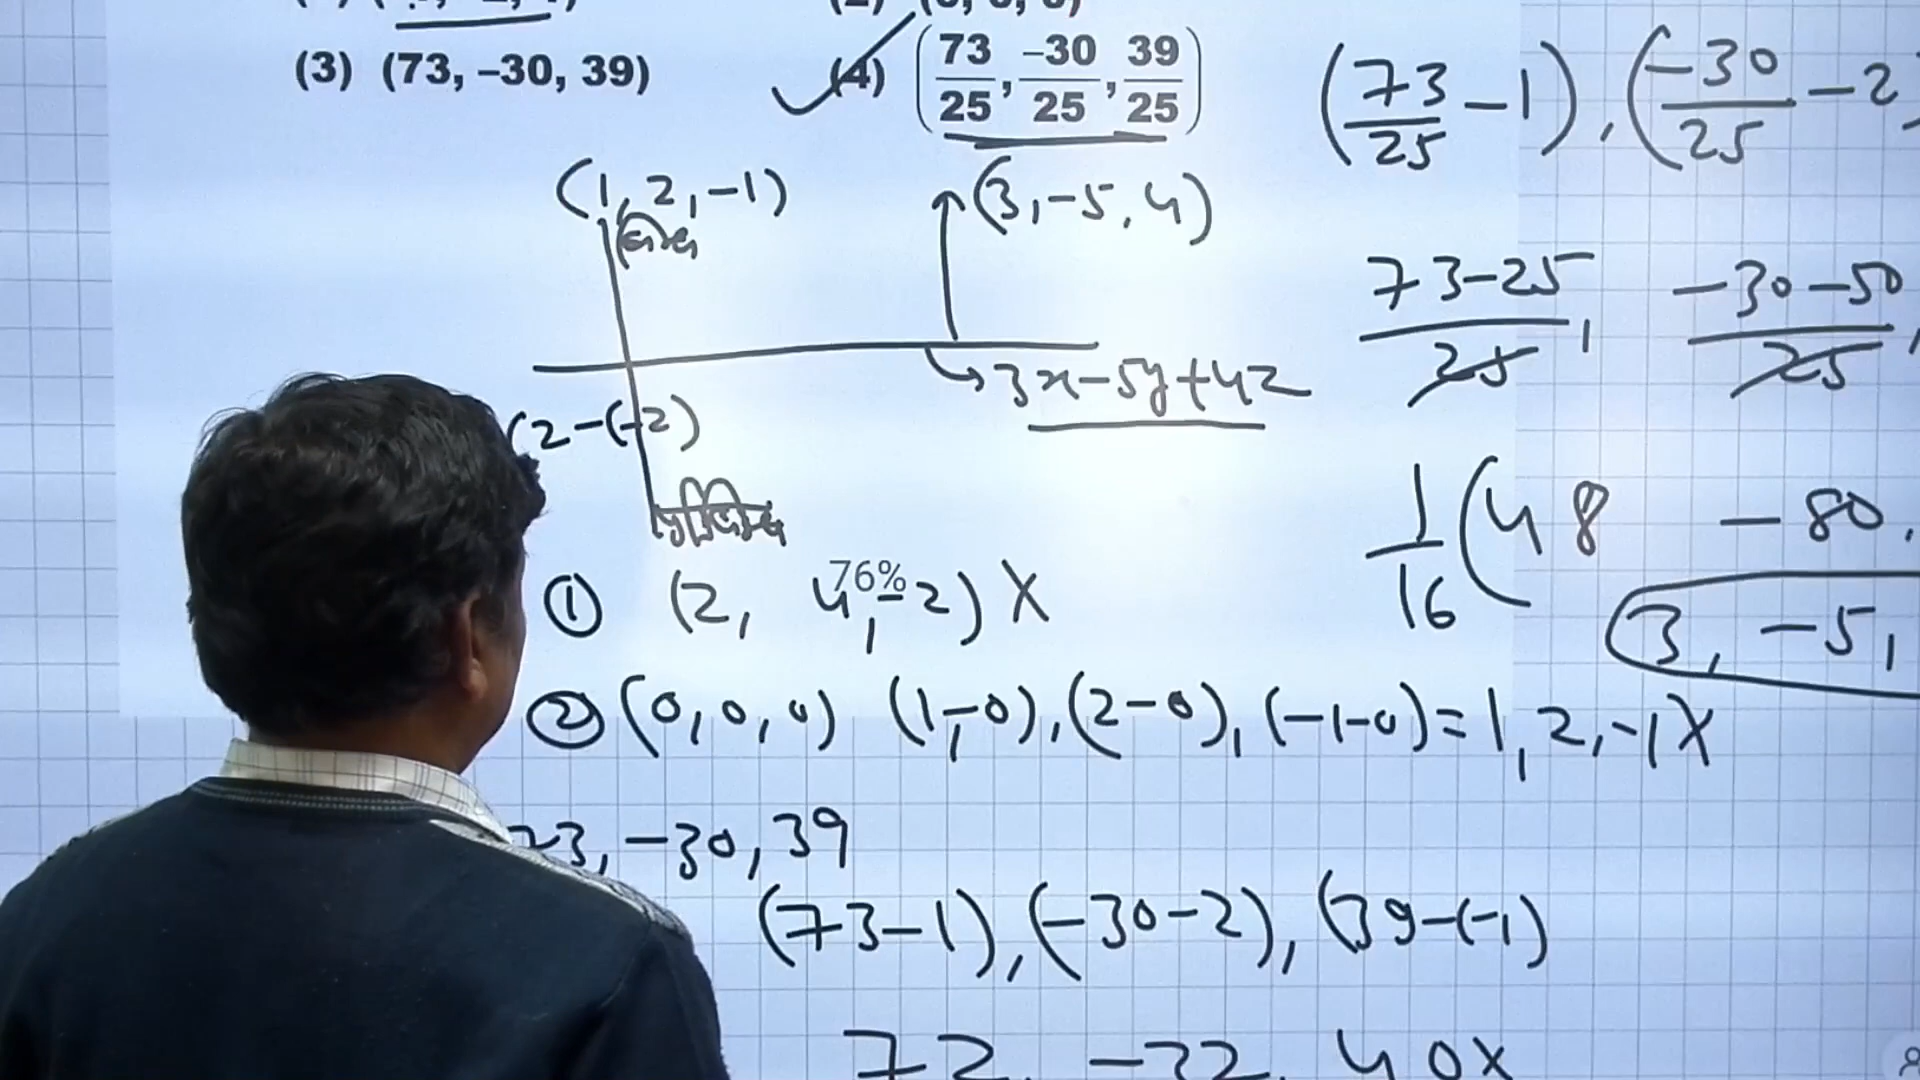 (3) (73, –30, 39)
(4) (73/25, –30/25, 39/25)
(73/25 – 1), (–30/25 – 2)
(1, 2, –1)
(3, –5, 4)
73–25/25, –30–50/25,
3x–5y+4z
(2–(–2)
1/16 (48 –80.
3, –5,
① (2, 4, –2) X
76%
② (0, 0, 0) (1–0), (2–0), (–1–0) = 1, 2, –1 X
3, –30, 39
(73–1), (–30–2), (39–(–1)
72, –32, 40 X